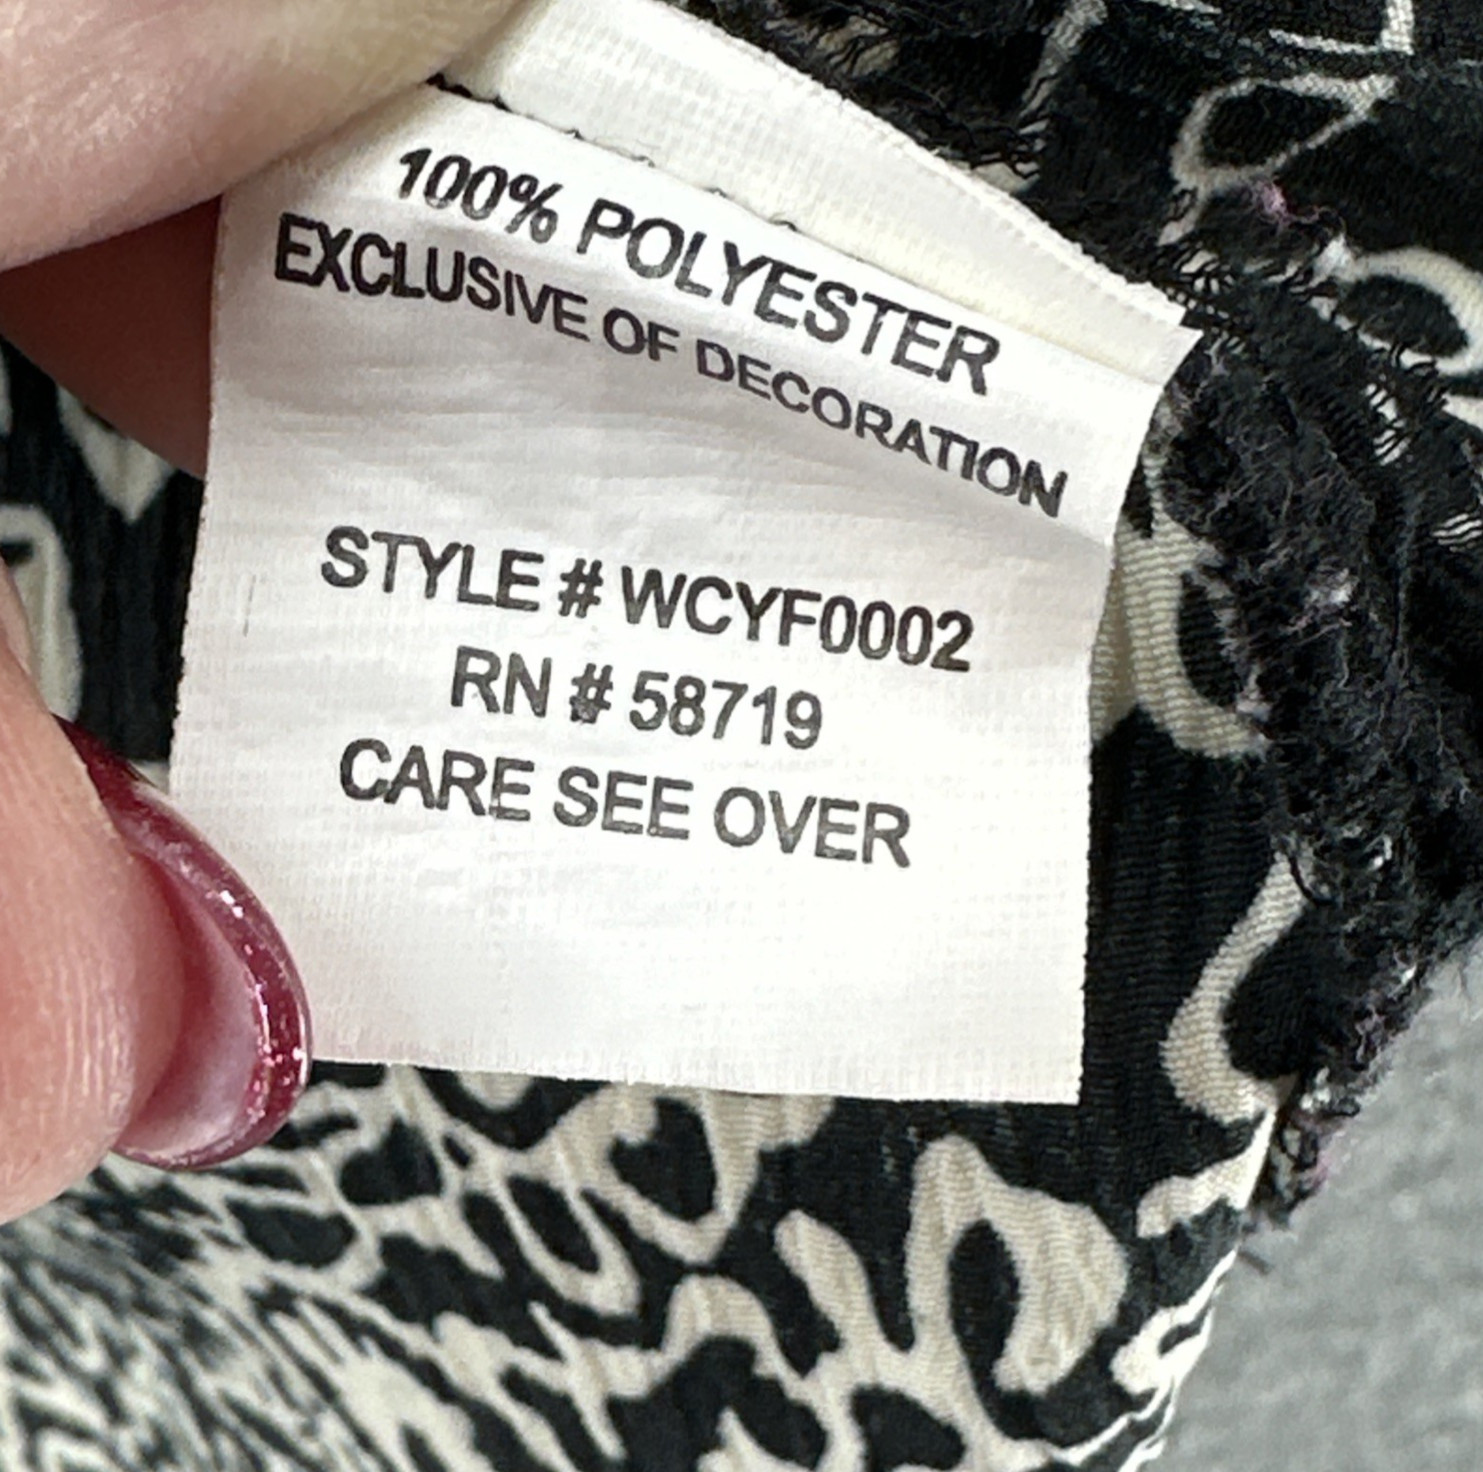 100% POLYESTER
EXCLUSIVE OF DECORATION
STYLE # WCYF0002
RN # 58719
CARE SEE OVER